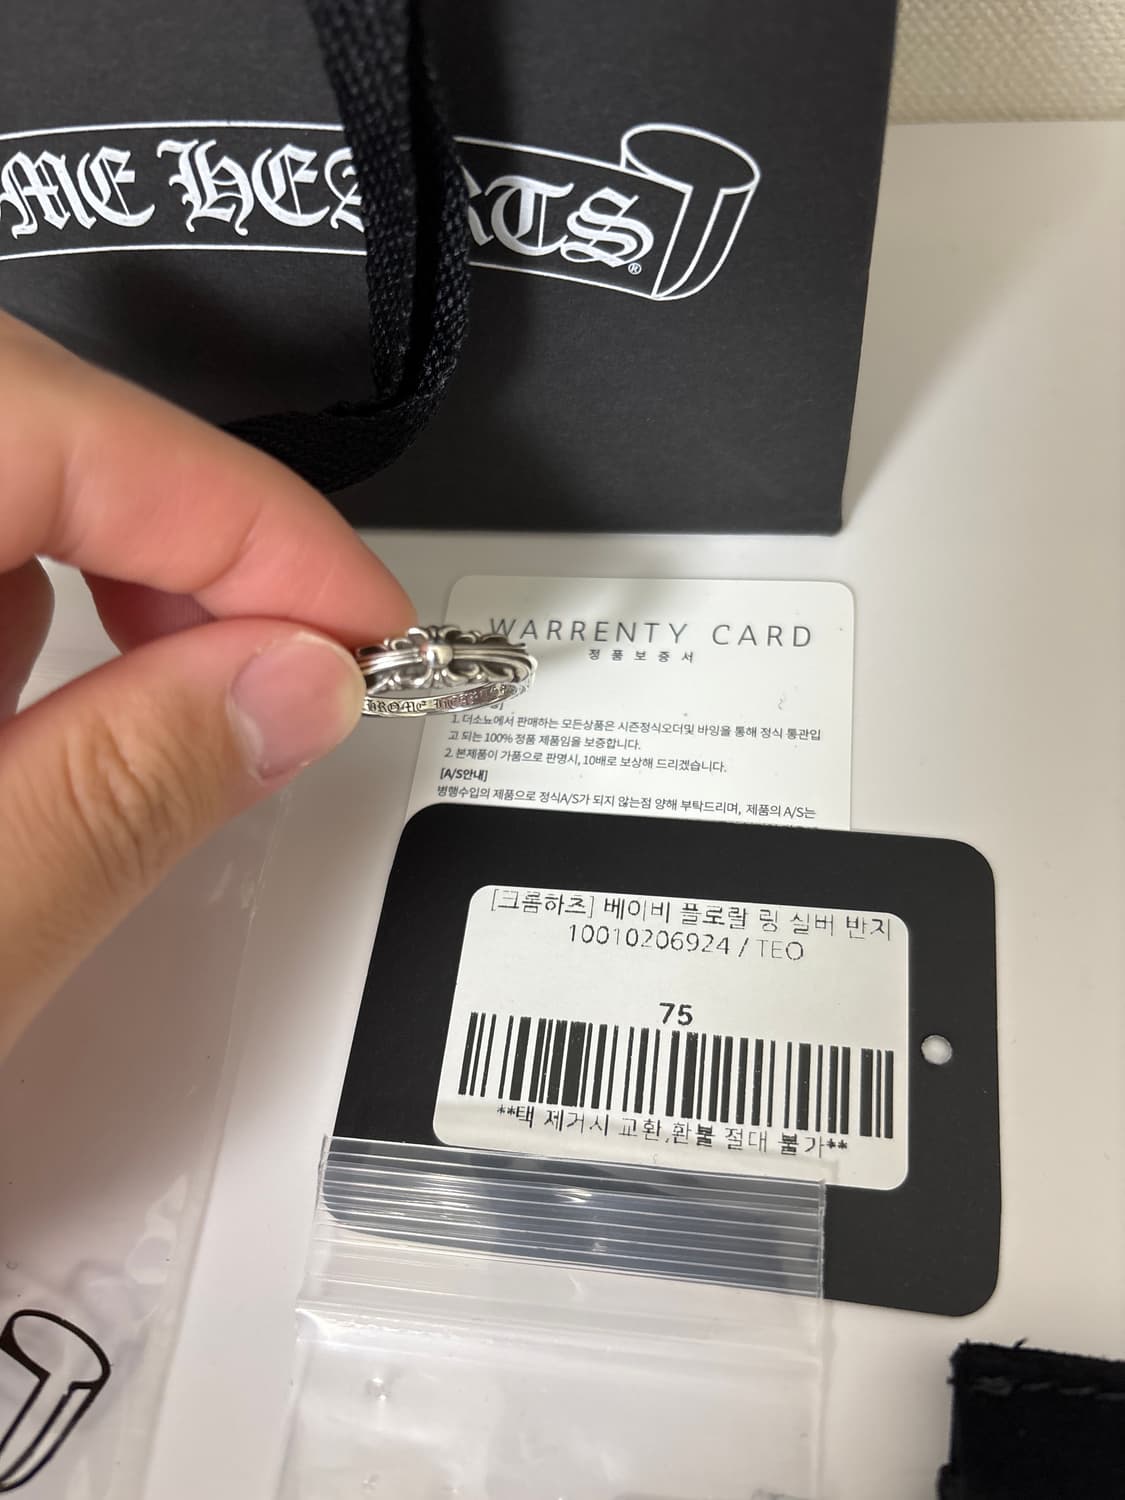 ME HEARTS®
WARRENTY CARD
정품보증서
CHROME HEARTS
1. 더소뇨에서 판매하는 모든상품은 시즌정식오더및 바잉을 통해 정식 통관입
고 되는 100% 정품 제품임을 보증합니다.
2. 본제품이 가품으로 판명시, 10배로 보상해 드리겠습니다.
[A/S안내]
병행수입의 제품으로 정식A/S가 되지 않는점 양해 부탁드리며, 제품의 A/S는
[크롬하츠] 베이비 플로랄 링 실버 반지
10010206924 / TEO
75
**택 제거시 교환,환불 절대 불가**